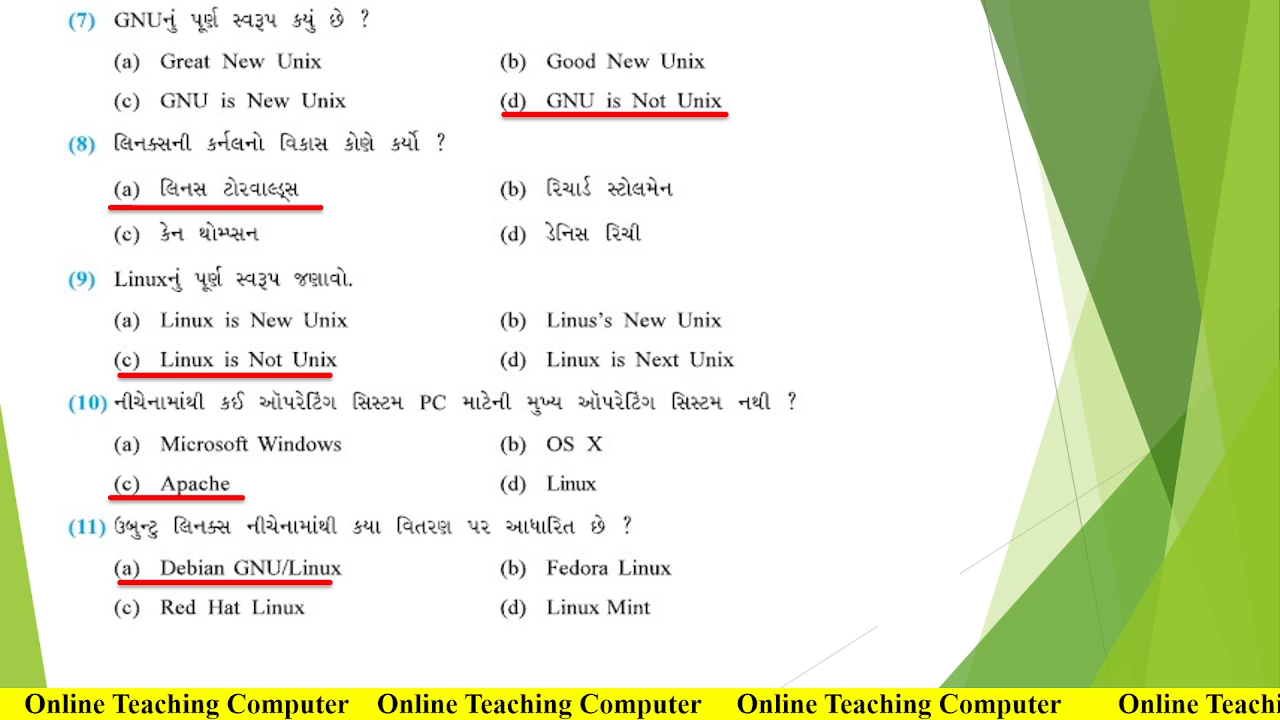 (7) GNUનું પૂર્ણ સ્વરૂપ કયું છે ?
(a) Great New Unix (b) Good New Unix
(c) GNU is New Unix (d) GNU is Not Unix
(8) લિનક્સની કર્નલનો વિકાસ કોણે કર્યો ?
(a) લિનસ ટોરવાલ્ડ્સ (b) રિચાર્ડ સ્ટોલમેન
(c) કેન થોમ્પ્સન (d) ડેનિસ રિચી
(9) Linuxનું પૂર્ણ સ્વરૂપ જણાવો.
(a) Linux is New Unix (b) Linus's New Unix
(c) Linux is Not Unix (d) Linux is Next Unix
(10) નીચેનામાંથી કઈ ઑપરેટિંગ સિસ્ટમ PC માટેની મુખ્ય ઑપરેટિંગ સિસ્ટમ નથી ?
(a) Microsoft Windows (b) OS X
(c) Apache (d) Linux
(11) ઉબુન્ટુ લિનક્સ નીચેનામાંથી કયા વિતરણ પર આધારિત છે ?
(a) Debian GNU/Linux (b) Fedora Linux
(c) Red Hat Linux (d) Linux Mint
Online Teaching Computer Online Teaching Computer Online Teaching Computer Online Teachi